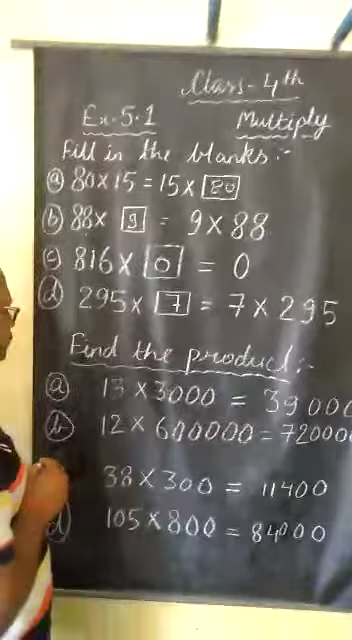 Class - 4th
Ex. 5.1 Multiply
Fill in the blanks :-
(a) 80 × 15 = 15 × 80
(b) 88 × 9 = 9 × 88
(c) 816 × 0 = 0
(d) 295 × 7 = 7 × 295
Find the product :-
(a) 13 × 3000 = 39000
(b) 12 × 600000 = 72000
38 × 300 = 11400
d) 105 × 800 = 84000